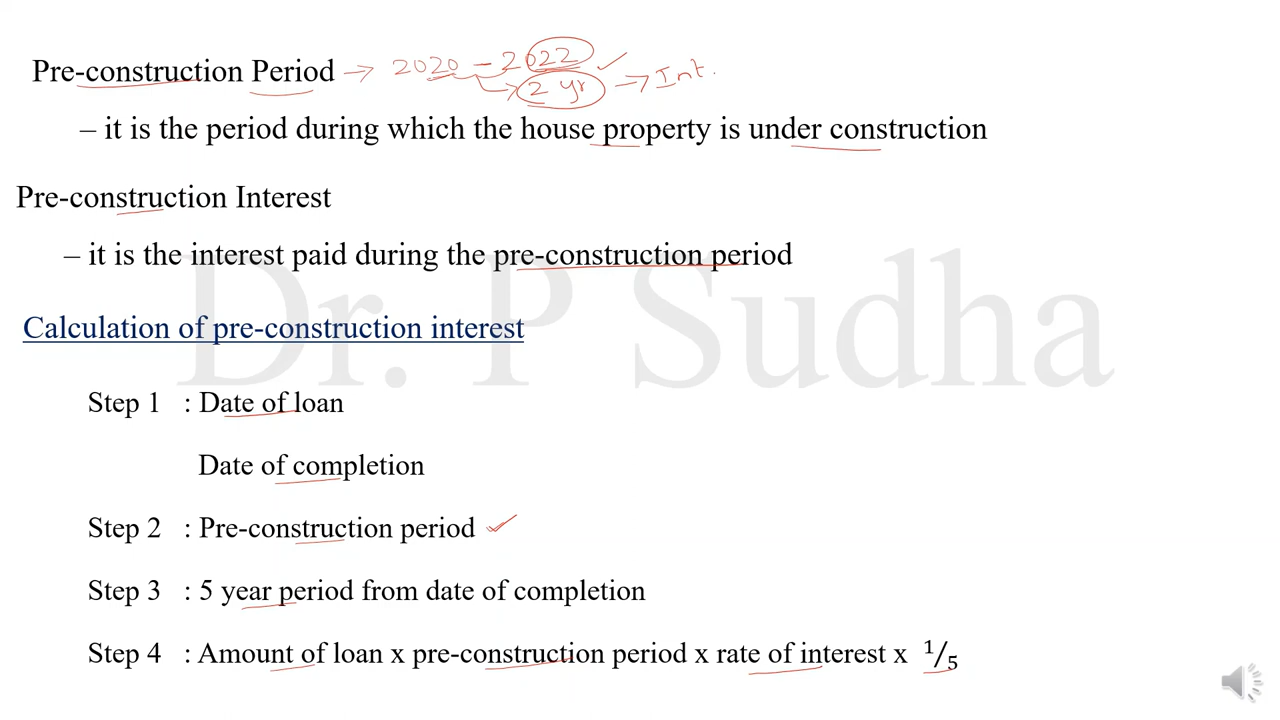 Pre-construction Period → 2020 – 2022 ✓
2 yr → Int.
– it is the period during which the house property is under construction
Pre-construction Interest
– it is the interest paid during the pre-construction period
Dr. P Sudha
Calculation of pre-construction interest
Step 1 : Date of loan
Date of completion
Step 2 : Pre-construction period ✓
Step 3 : 5 year period from date of completion
Step 4 : Amount of loan x pre-construction period x rate of interest x 1/5